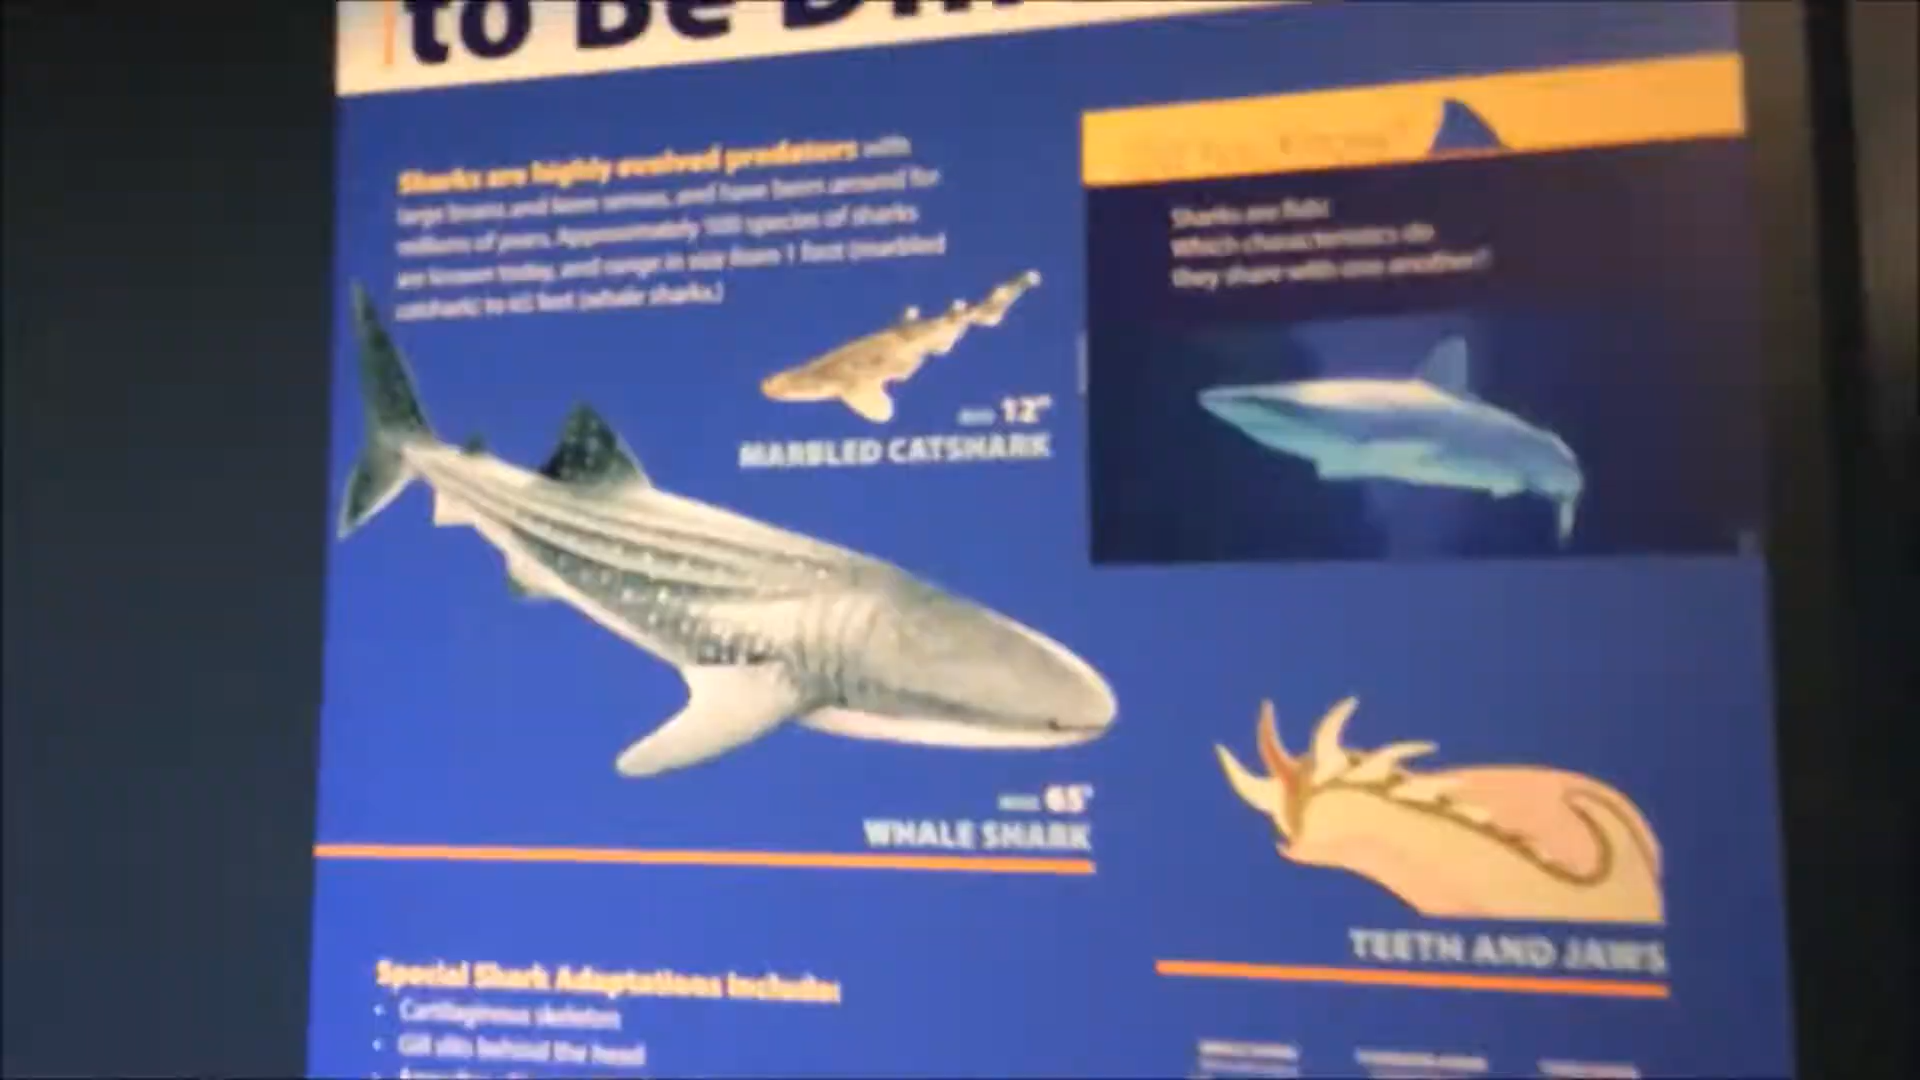 to Be
Sharks are highly evolved predators with
large brains and keen senses, and have been around for
millions of years. Approximately 500 species of sharks
are known today, and range in size from 1 foot (marbled
catshark) to 65 feet (whale sharks.)
12"
MARBLED CATSHARK
65'
WHALE SHARK
Sharks are fish!
Which characteristics do
they share with one another?
TEETH AND JAWS
Special Shark Adaptations Include:
• Cartilaginous skeleton
• Gill slits behind the head